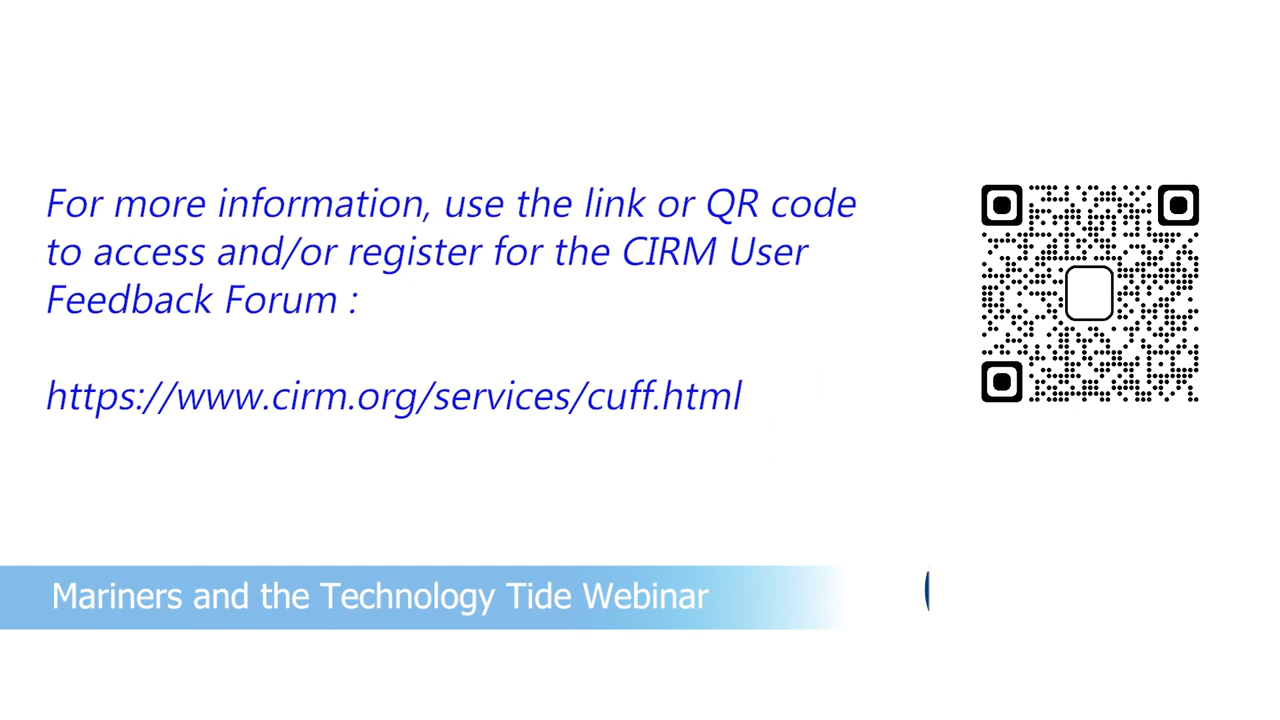 For more information, use the link or QR code
to access and/or register for the CIRM User
Feedback Forum :
https://www.cirm.org/services/cuff.html
Mariners and the Technology Tide Webinar